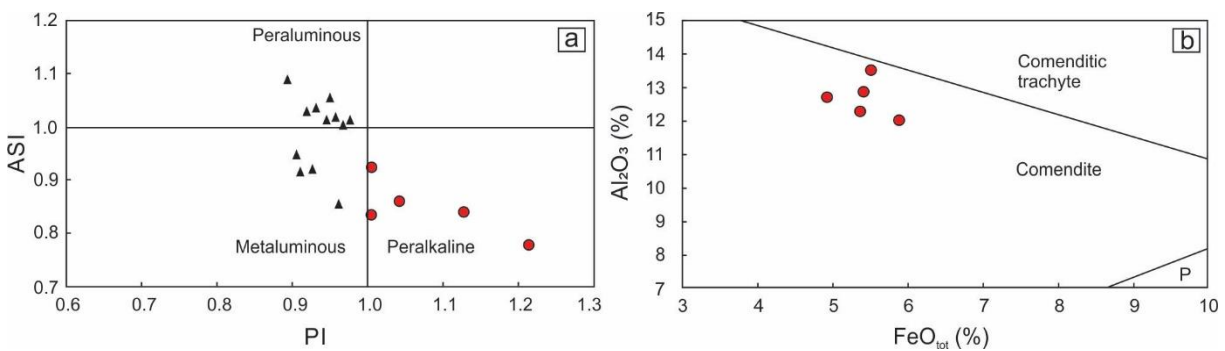 a
1.2
1.1
1.0
0.9
0.8
0.7
ASI
Peraluminous
Metaluminous
Peralkaline
0.6 0.7 0.8 0.9 1.0 1.1 1.2 1.3
PI
b
15
14
13
12
11
10
9
8
7
Al₂O₃ (%)
Comenditic
trachyte
Comendite
P
3 4 5 6 7 8 9 10
FeOtot (%)